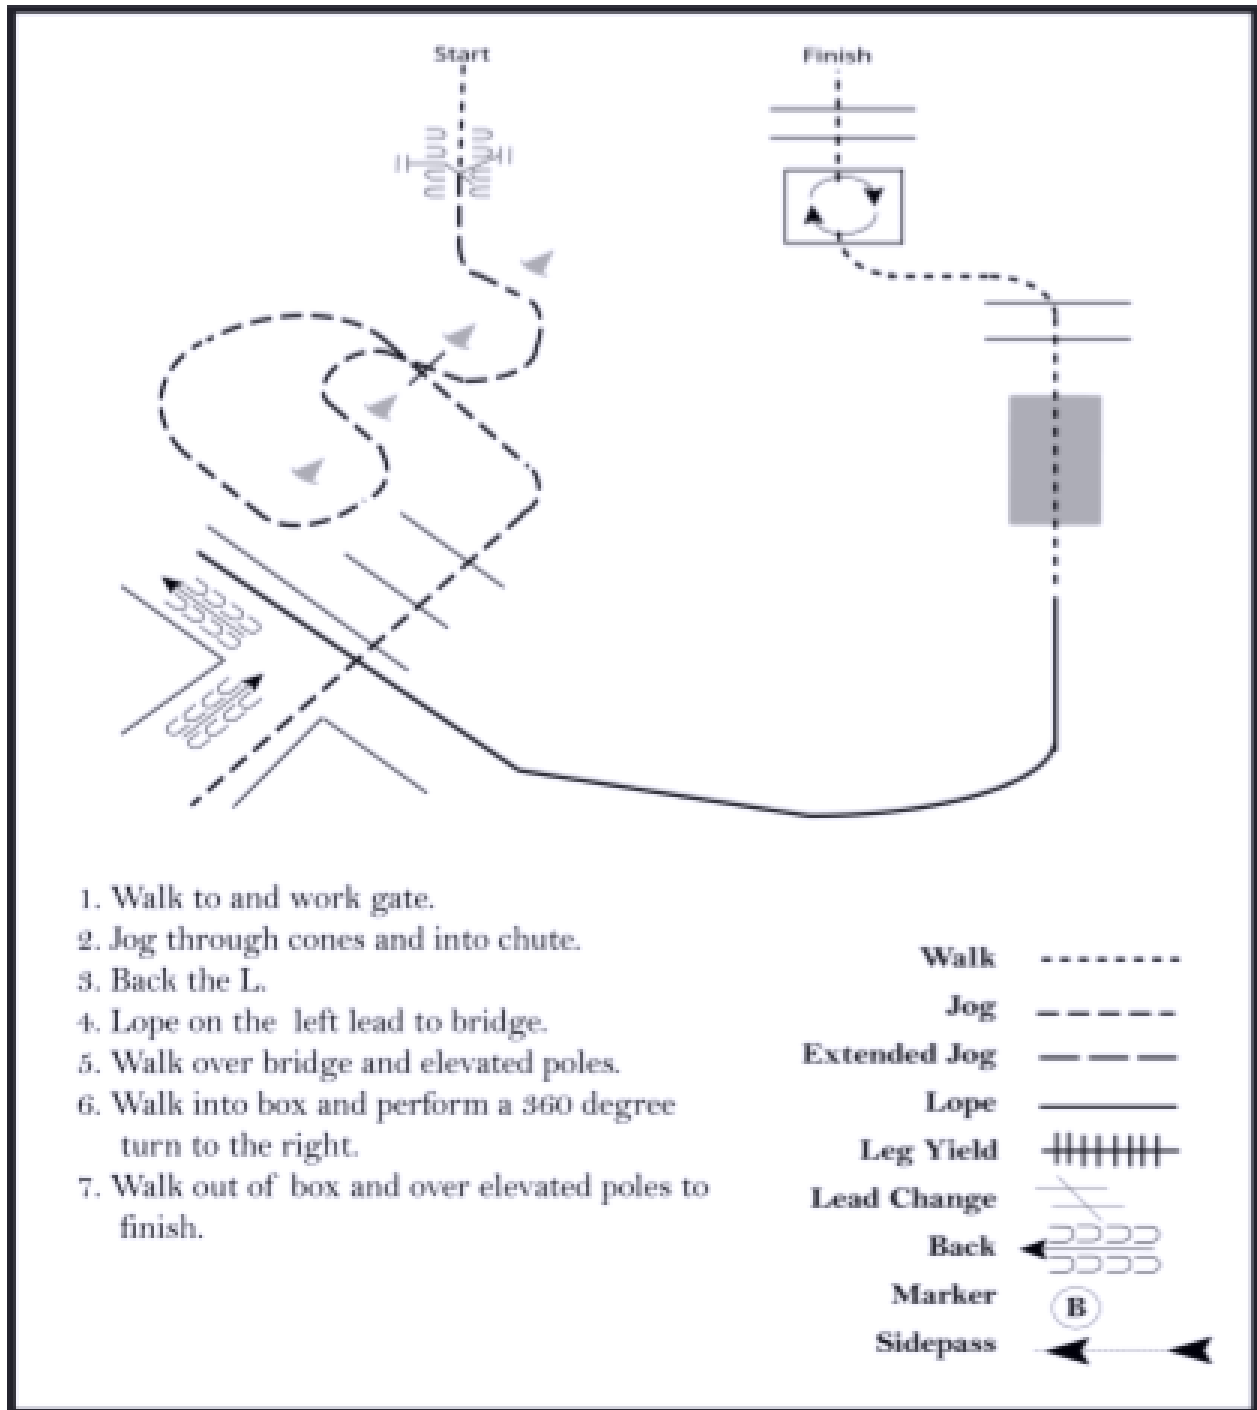 Start
Finish
1. Walk to and work gate.
2. Jog through cones and into chute.
3. Back the L.
4. Lope on the left lead to bridge.
5. Walk over bridge and elevated poles.
6. Walk into box and perform a 360 degree
turn to the right.
7. Walk out of box and over elevated poles to
finish.
Walk
Jog
Extended Jog
Lope
Leg Yield
Lead Change
Back
Marker
B
Sidepass